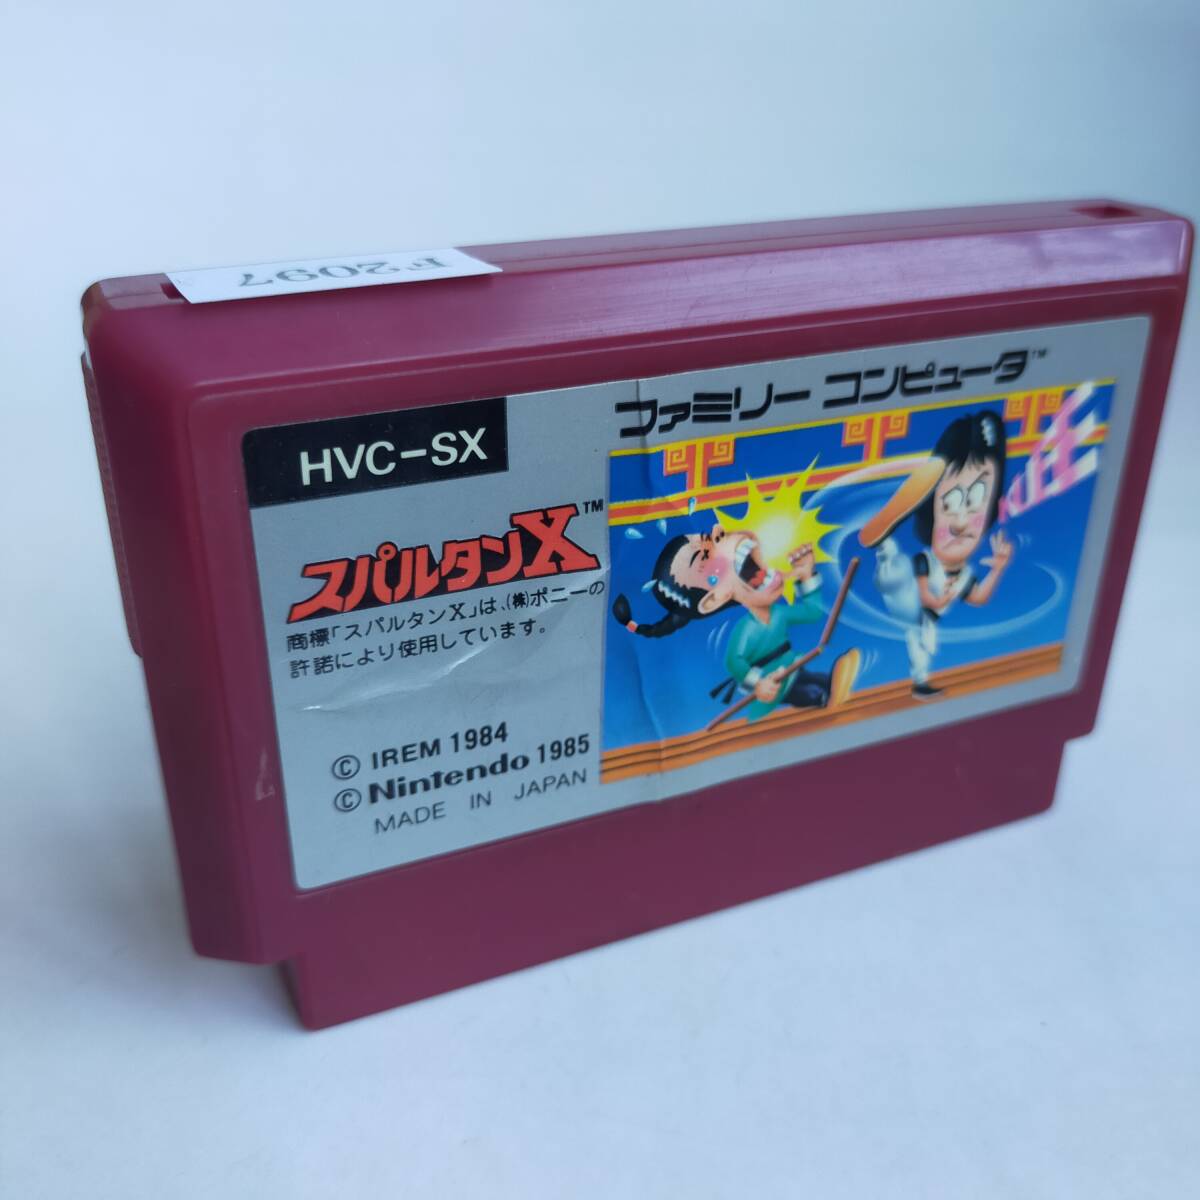 F2097
HVC-SX
ファミリー コンピュータ™
スパルタンX™
商標「スパルタンX」は、(株)ポニーの
許諾により使用しています。
© IREM 1984
© Nintendo 1985
MADE IN JAPAN